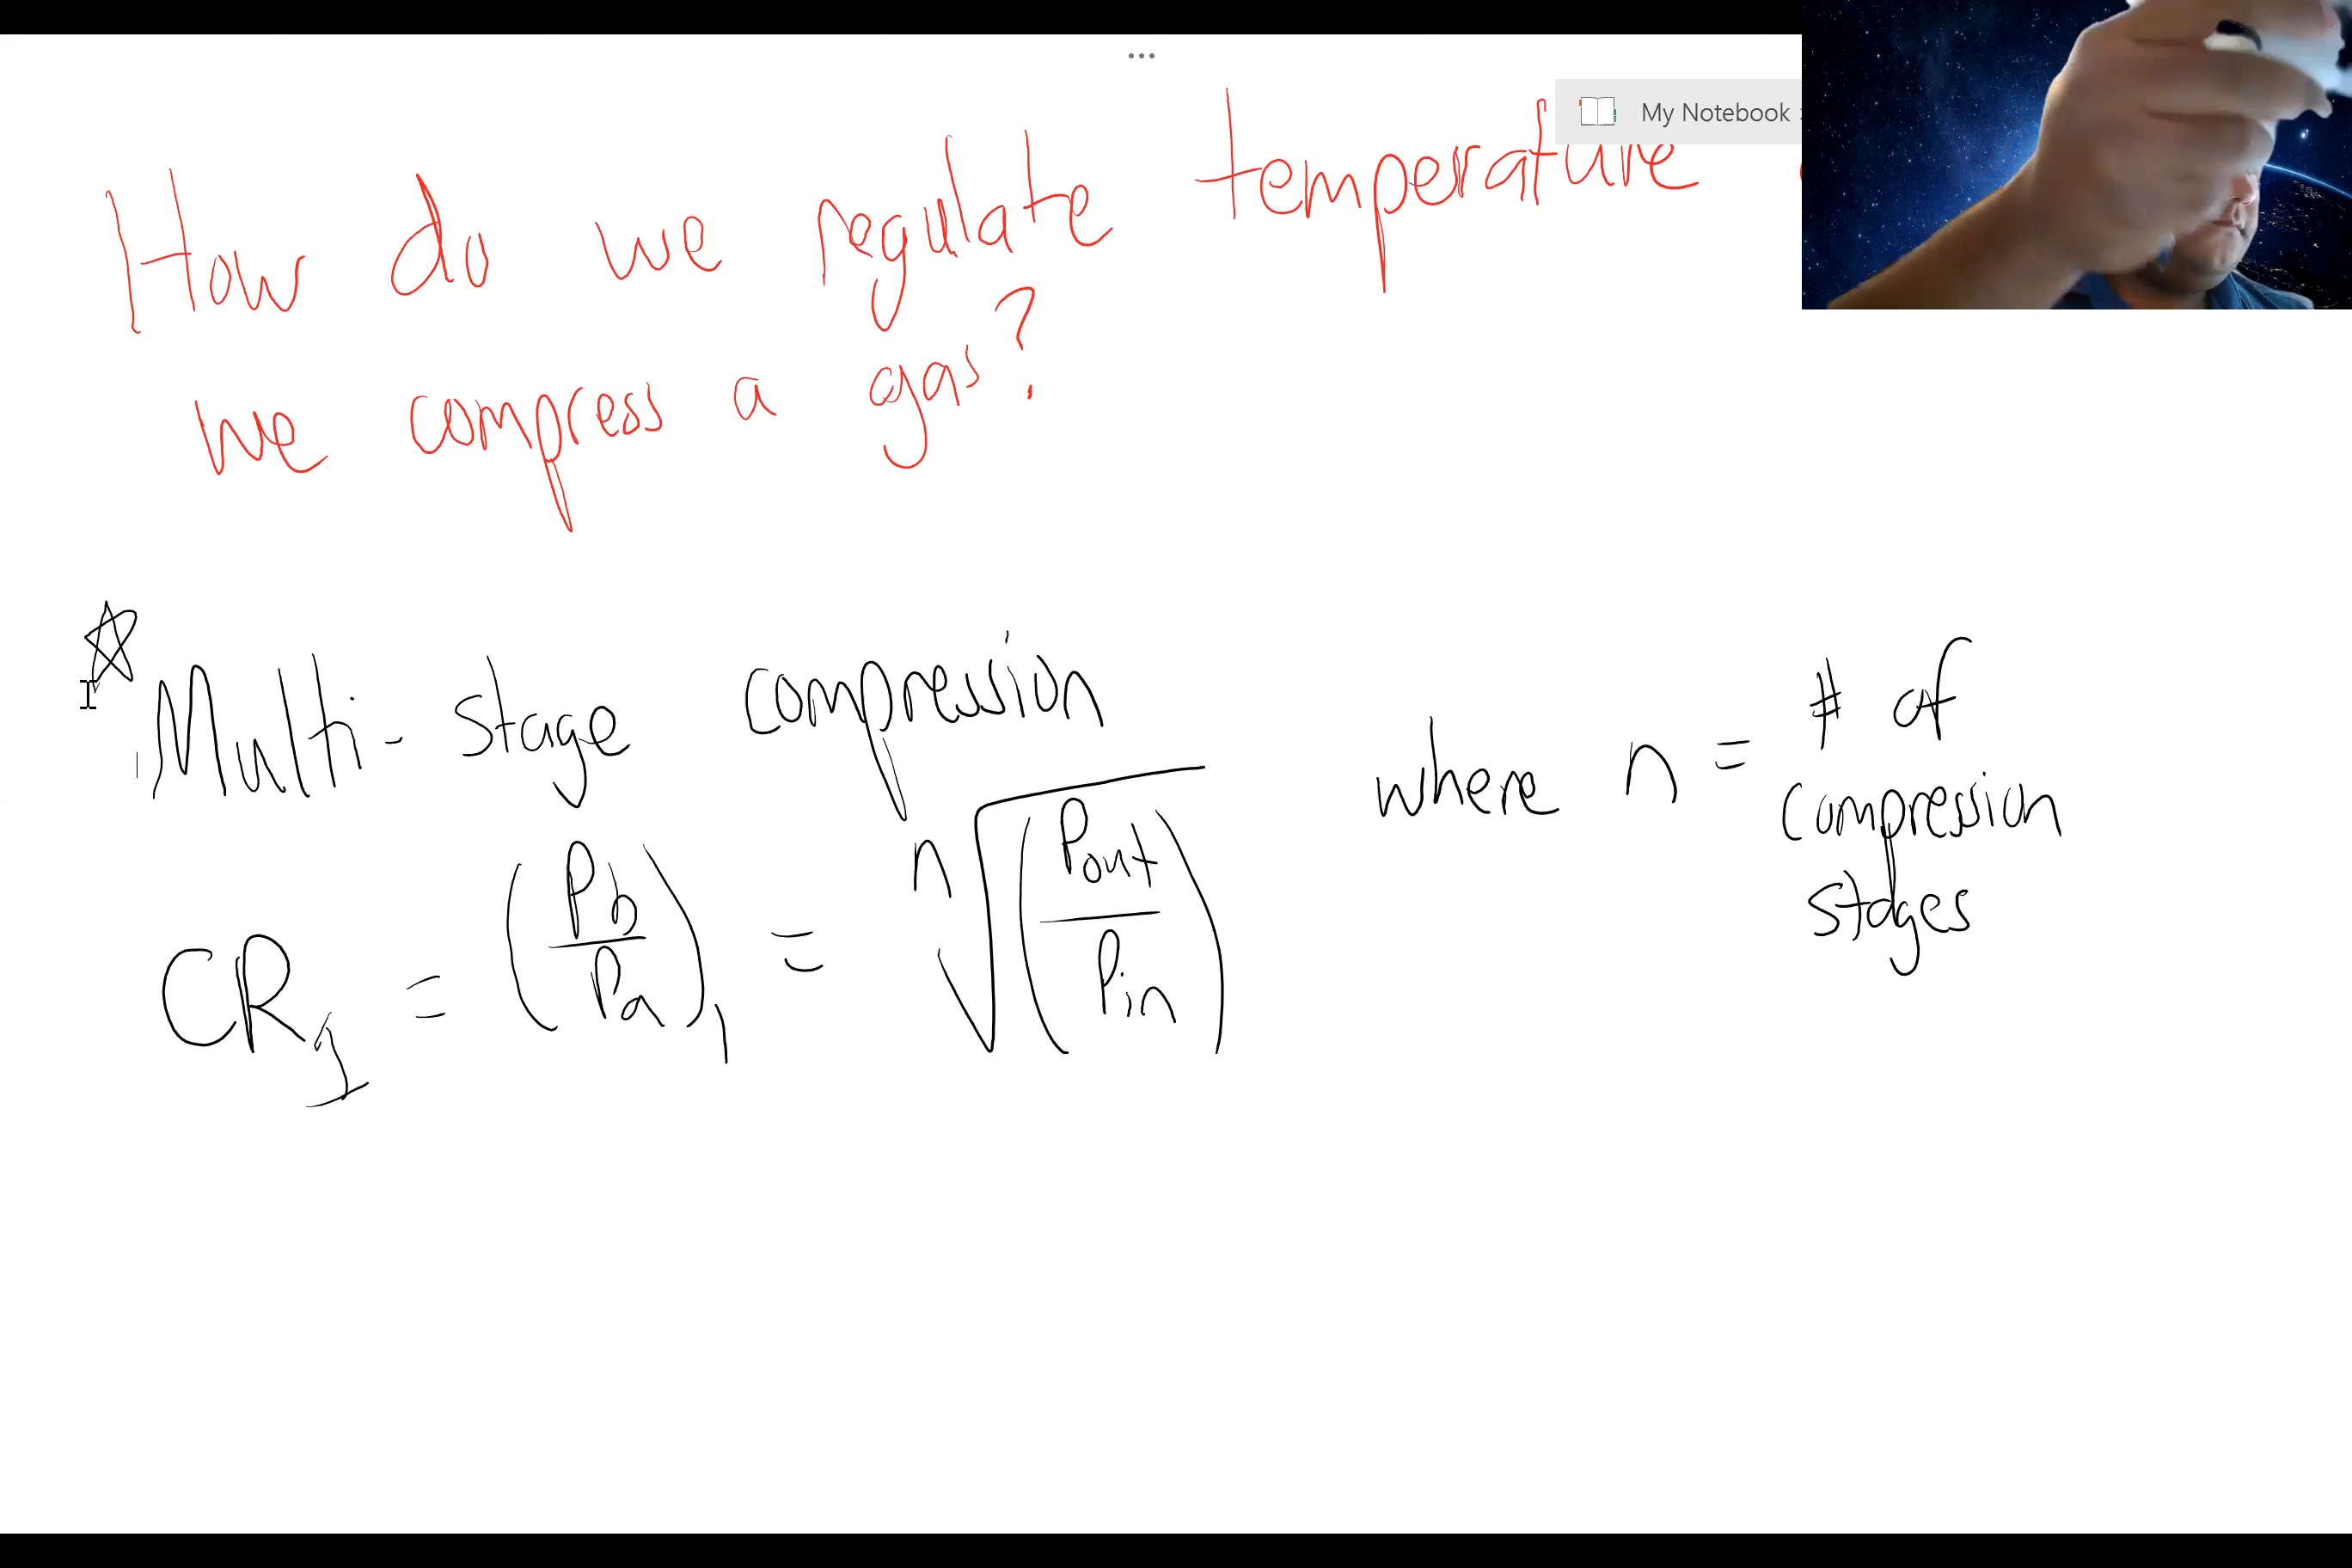 My Notebook
How do we regulate temperature
we compress a gas?
Multi-stage compression
where n = # of
compression
stages
CR₁ = (Pb/Pa)₁ = ⁿ√(Pout/Pin)